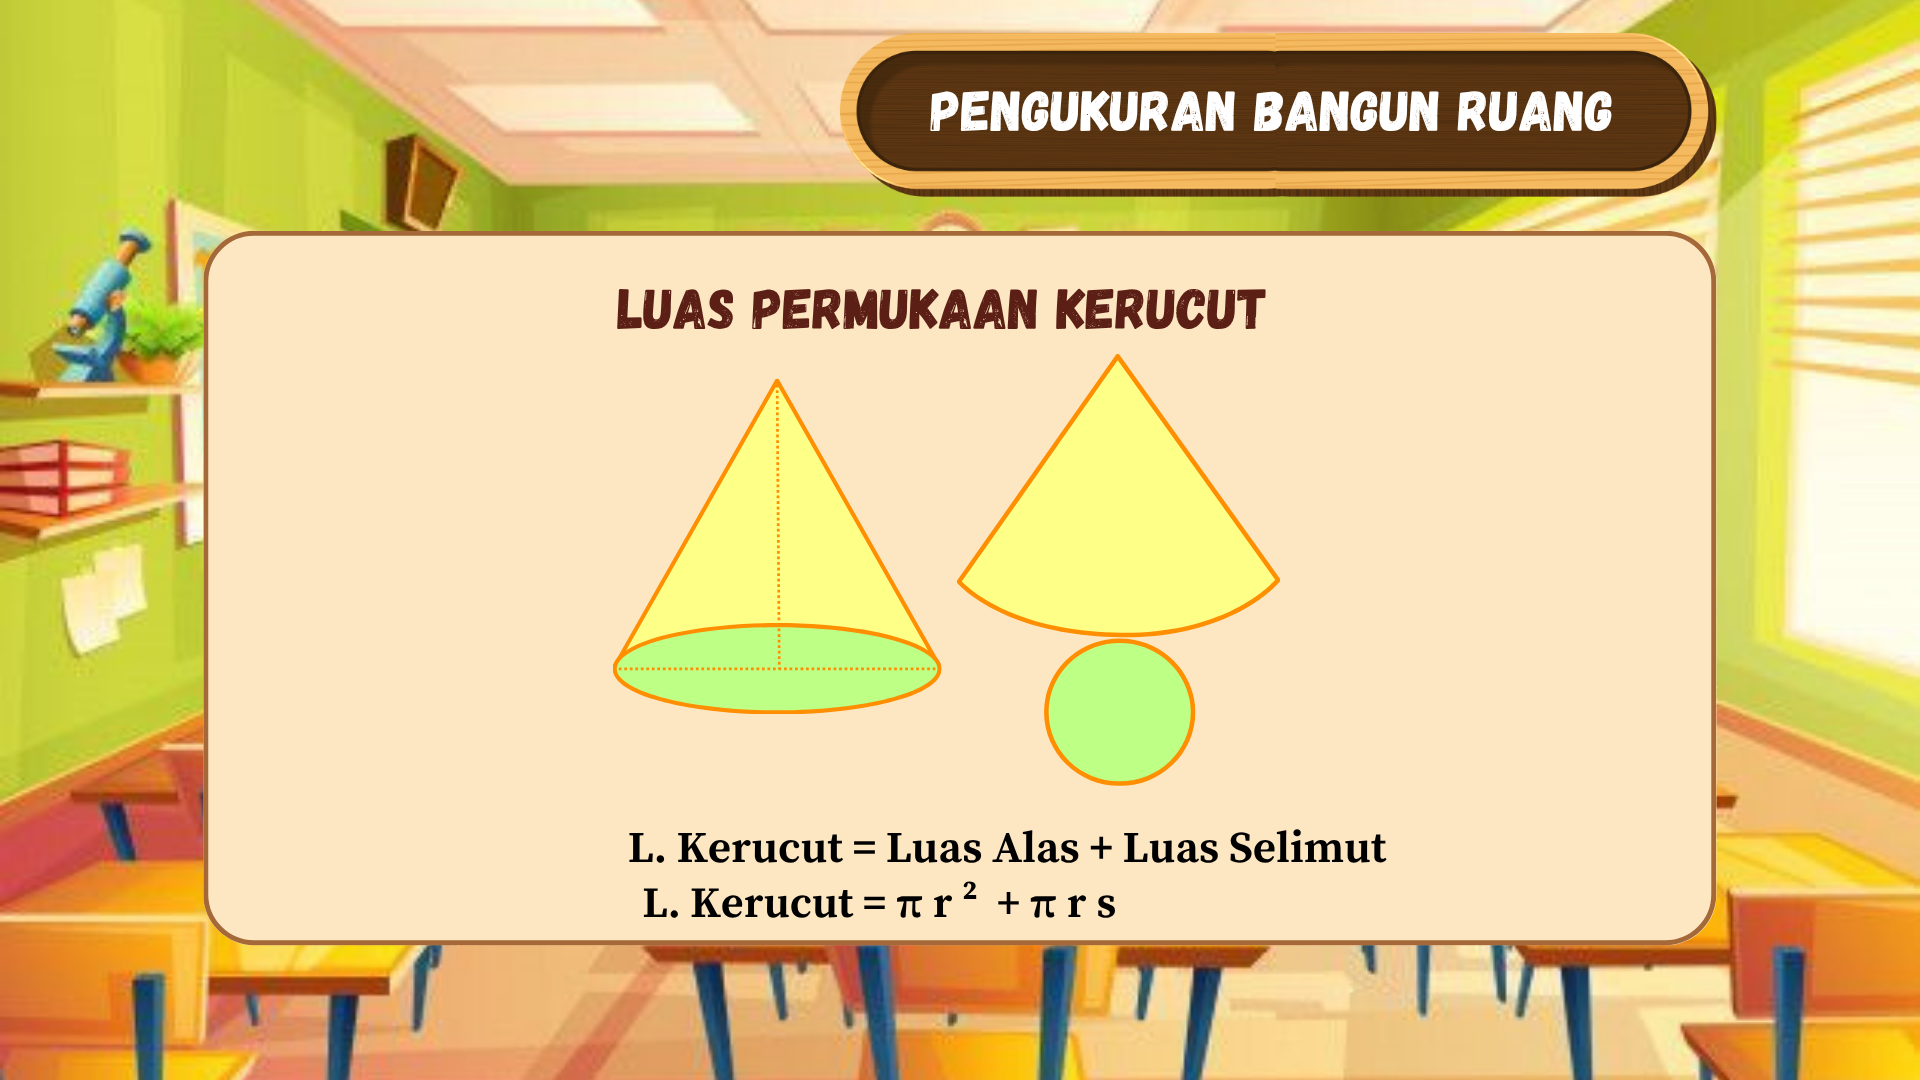 PENGUKURAN BANGUN RUANG
LUAS PERMUKAAN KERUCUT
L. Kerucut = Luas Alas + Luas Selimut
L. Kerucut = π r ² + π r s